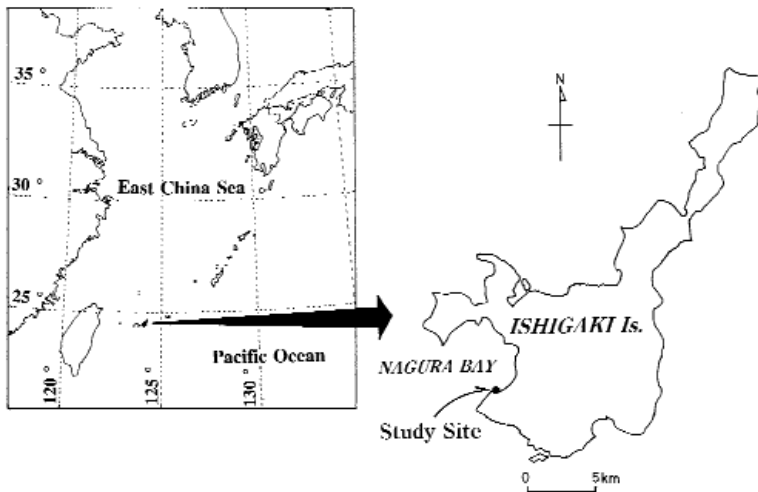 35°
30°
25°
East China Sea
Pacific Ocean
120°
125°
130°
N
ISHIGAKI Is.
NAGURA BAY
Study Site
0 5km